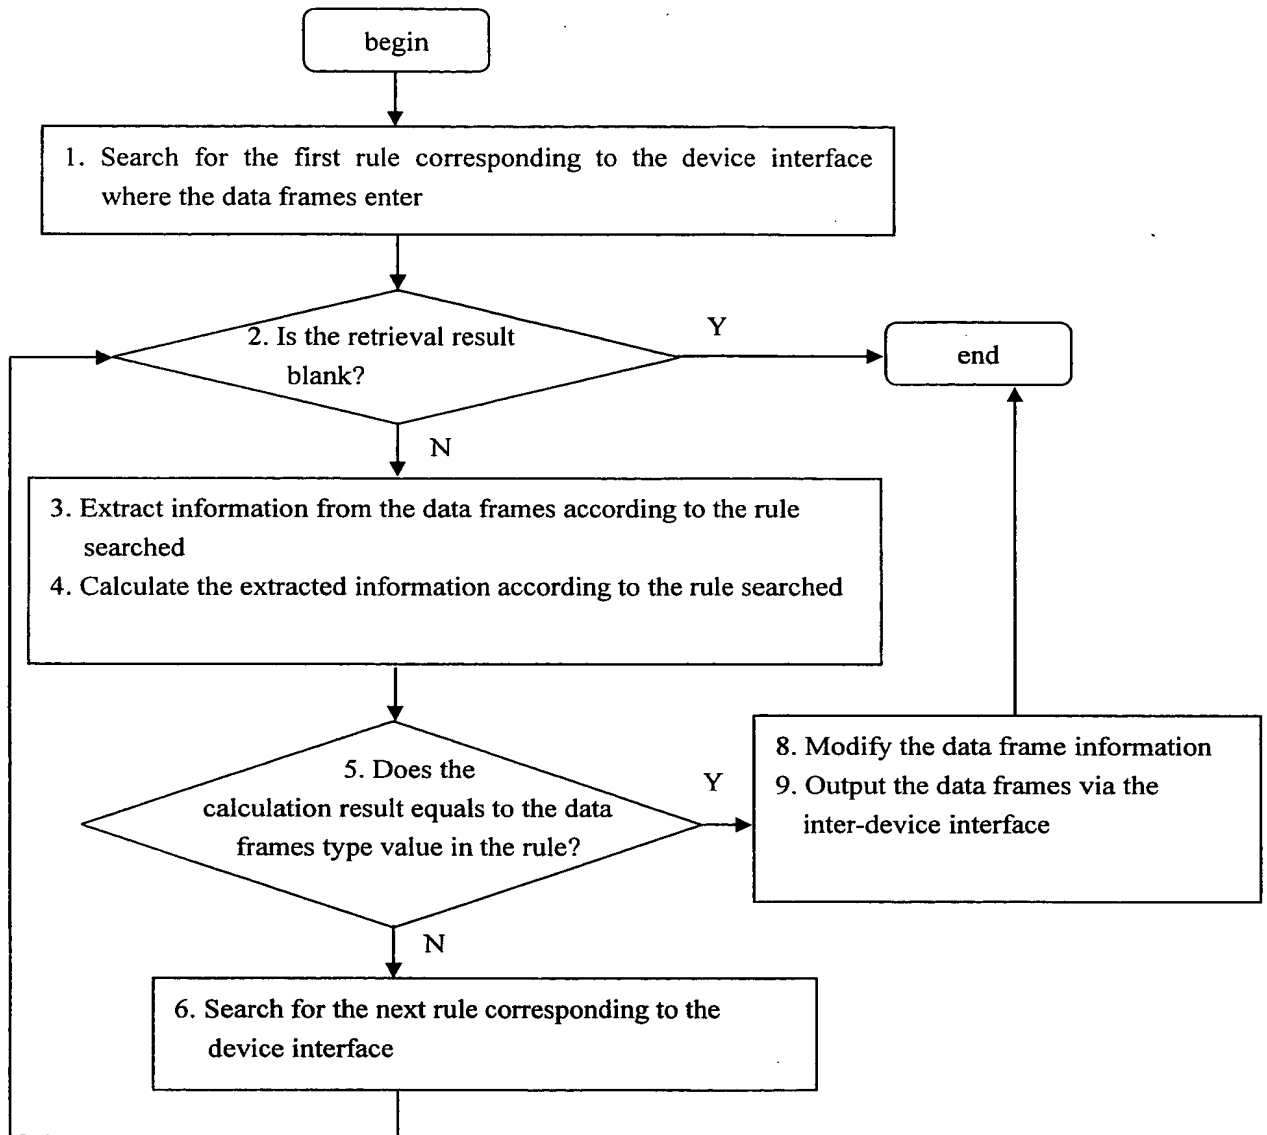 begin
1. Search for the first rule corresponding to the device interface
where the data frames enter
2. Is the retrieval result
blank?
Y
end
N
3. Extract information from the data frames according to the rule
searched
4. Calculate the extracted information according to the rule searched
5. Does the
calculation result equals to the data
frames type value in the rule?
Y
8. Modify the data frame information
9. Output the data frames via the
inter-device interface
N
6. Search for the next rule corresponding to the
device interface